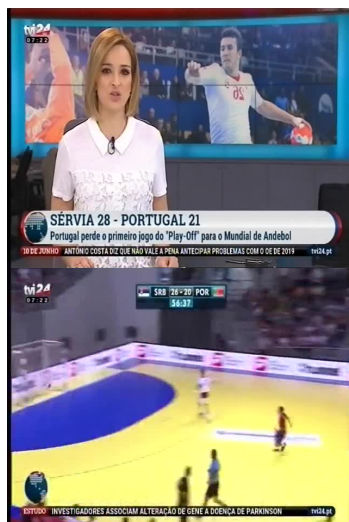 tvi24
07:22
26
SÉRVIA 28 - PORTUGAL 21
Portugal perde o primeiro jogo do "Play-Off" para o Mundial de Andebol
10 DE JUNHO ANTÓNIO COSTA DIZ QUE NÃO VALE A PENA ANTECIPAR PROBLEMAS COM O OE DE 2019 tvi24.pt
tvi24
07:22
SRB 26-20 POR
56:37
ESTUDO INVESTIGADORES ASSOCIAM ALTERAÇÃO DE GENE A DOENÇA DE PARKINSON tvi24.pt